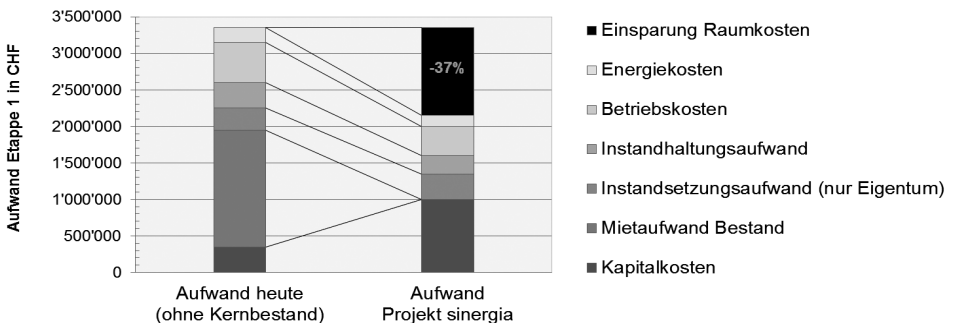 Aufwand Etappe 1 in CHF
3'500'000
3'000'000
2'500'000
2'000'000
1'500'000
1'000'000
500'000
0
-37%
Aufwand heute
(ohne Kernbestand)
Aufwand
Projekt sinergia
Einsparung Raumkosten
Energiekosten
Betriebskosten
Instandhaltungsaufwand
Instandsetzungsaufwand (nur Eigentum)
Mietaufwand Bestand
Kapitalkosten